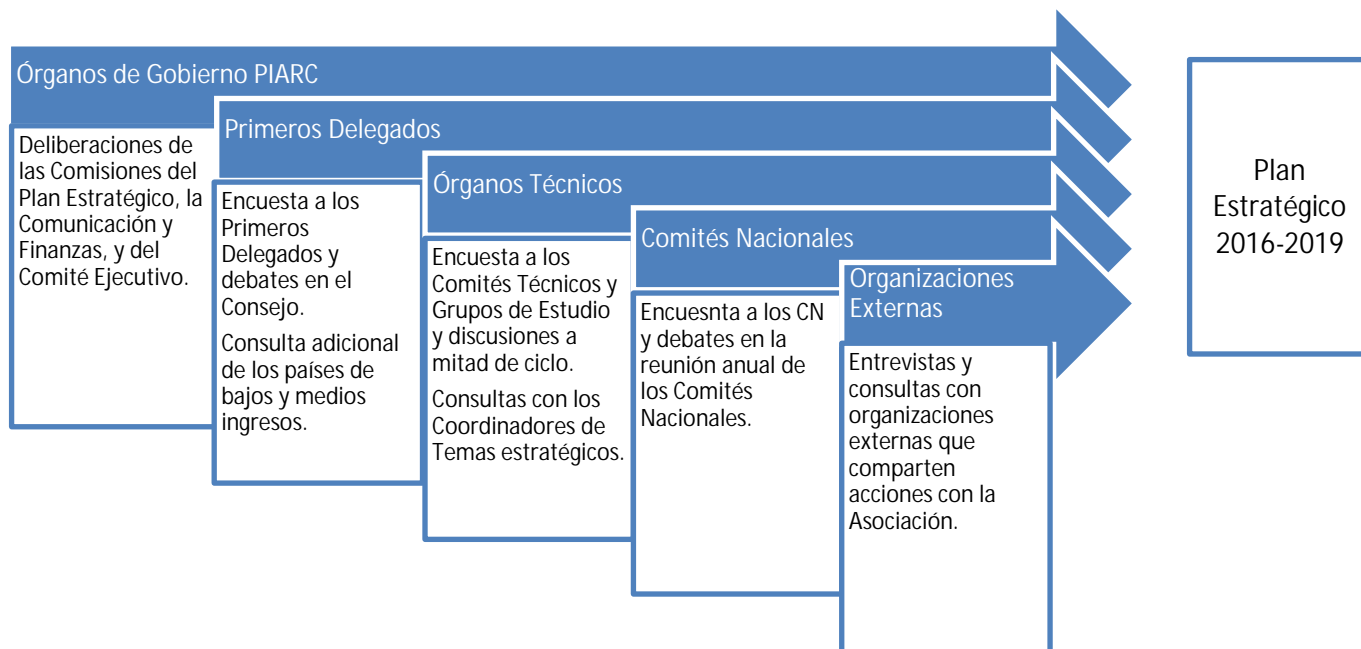 Órganos de Gobierno PIARC
Deliberaciones de
las Comisiones del
Plan Estratégico, la
Comunicación y
Finanzas, y del
Comité Ejecutivo.
Primeros Delegados
Encuesta a los
Primeros
Delegados y
debates en el
Consejo.
Consulta adicional
de los países de
bajos y medios
ingresos.
Órganos Técnicos
Encuesta a los
Comités Técnicos y
Grupos de Estudio
y discusiones a
mitad de ciclo.
Consultas con los
Coordinadores de
Temas estratégicos.
Comités Nacionales
Encuesnta a los CN
y debates en la
reunión anual de
los Comités
Nacionales.
Organizaciones
Externas
Entrevistas y
consultas con
organizaciones
externas que
comparten
acciones con la
Asociación.
Plan
Estratégico
2016-2019